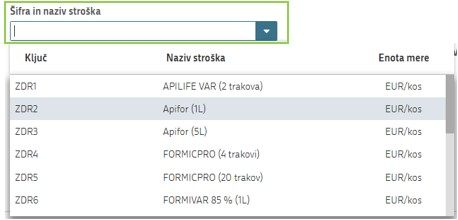 Šifra in naziv stroška
Ključ Naziv stroška Enota mere
ZDR1 APILIFE VAR (2 trakova) EUR/kos
ZDR2 Apifor (1L) EUR/kos
ZDR3 Apifor (5L) EUR/kos
ZDR4 FORMICPRO (4 trakovi) EUR/kos
ZDR5 FORMICPRO (20 trakov) EUR/kos
ZDR6 FORMIVAR 85 % (1L) EUR/kos